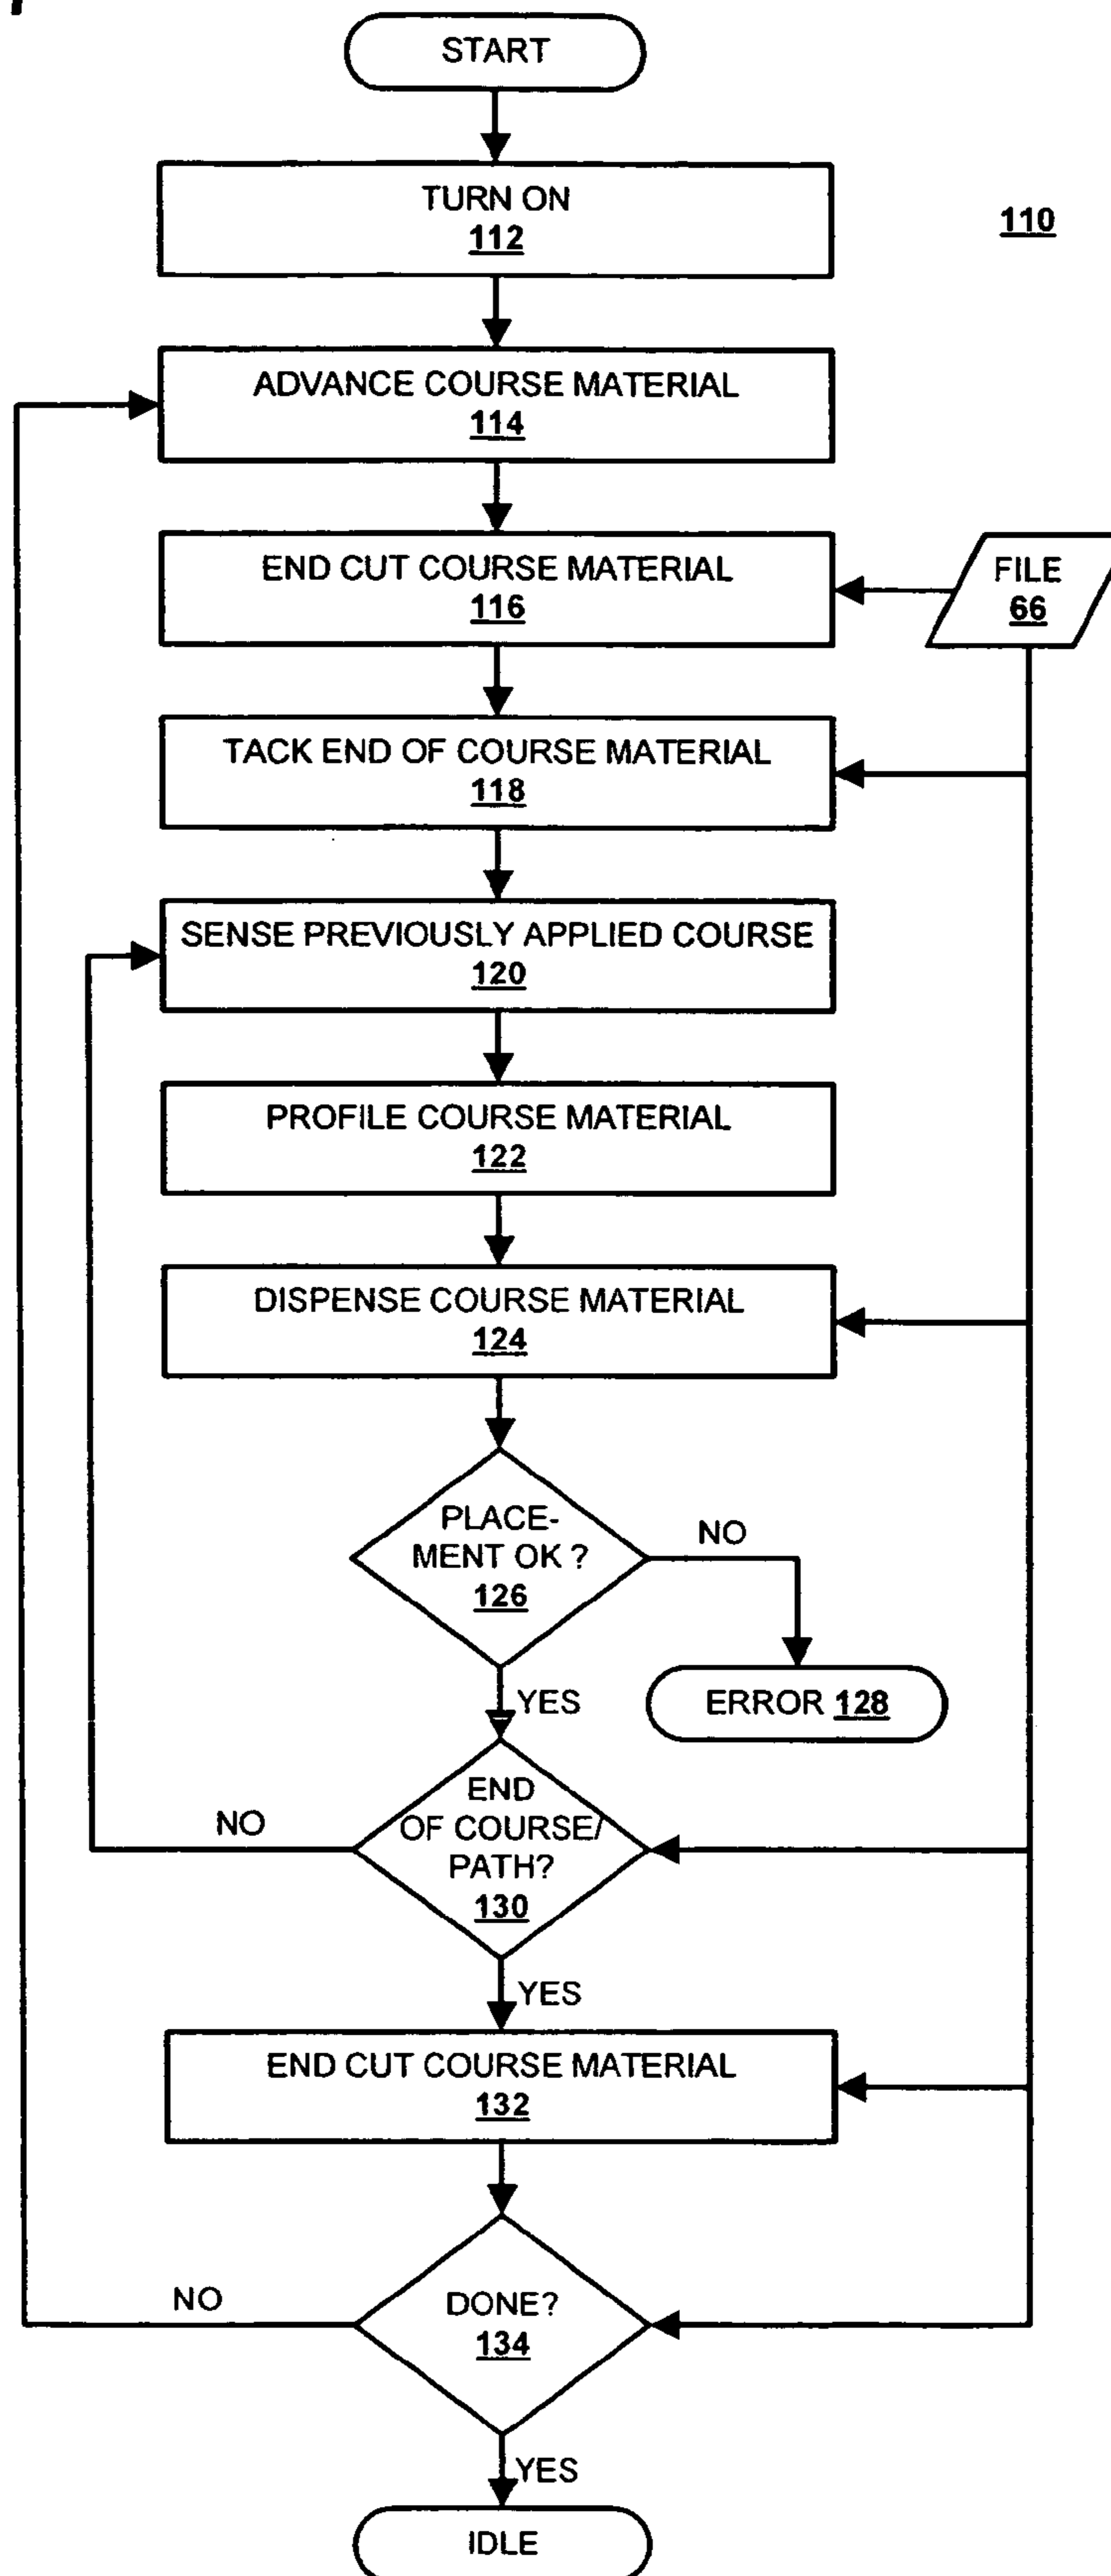 START
TURN ON
112
110
ADVANCE COURSE MATERIAL
114
END CUT COURSE MATERIAL
116
FILE
66
TACK END OF COURSE MATERIAL
118
SENSE PREVIOUSLY APPLIED COURSE
120
PROFILE COURSE MATERIAL
122
DISPENSE COURSE MATERIAL
124
PLACE-
MENT OK ?
126
NO
ERROR 128
YES
END
OF COURSE/
PATH?
130
NO
YES
END CUT COURSE MATERIAL
132
DONE?
134
NO
YES
IDLE